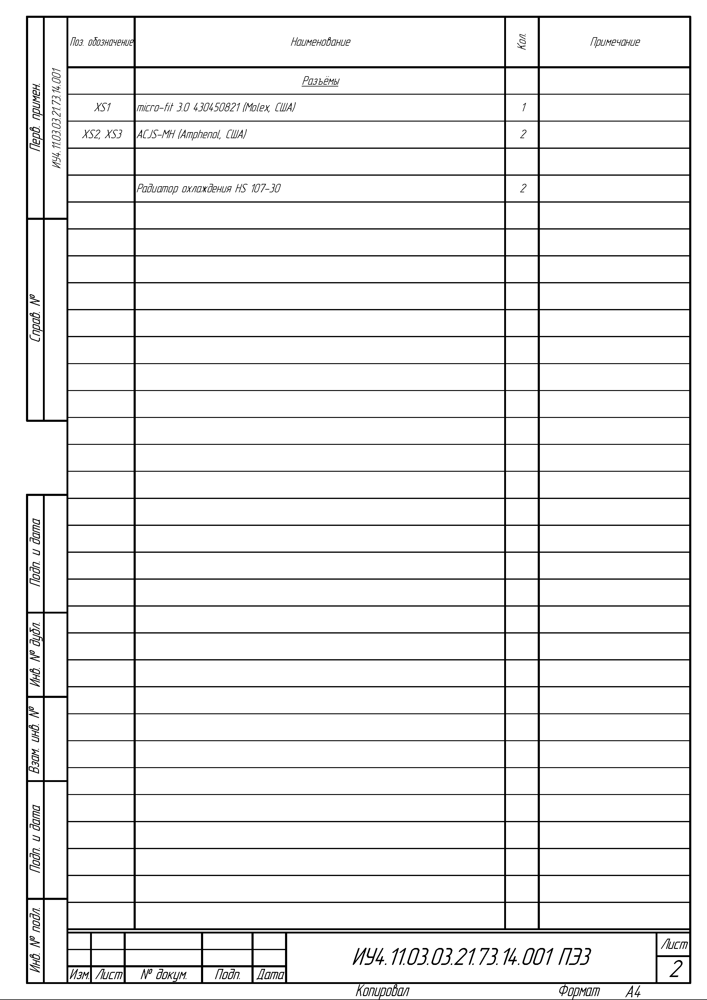 Поз. обозначение Наименование Кол. Примечание
Разъёмы
XS1 micro-fit 3.0 430450821 (Molex, США) 1
XS2, XS3 ACJS-MH (Amphenol, США) 2
Радиатор охлаждения HS 107-30 2
Перв. примен.
ИУ4.11.03.03.21.73.14.001
Справ. №
Подп. и дата
Инв. № дубл.
Взам. инв. №
Подп. и дата
Инв. № подл.
Изм. Лист № докум. Подп. Дата
ИУ4.11.03.03.21.73.14.001 ПЭ3
Лист
2
Копировал Формат А4